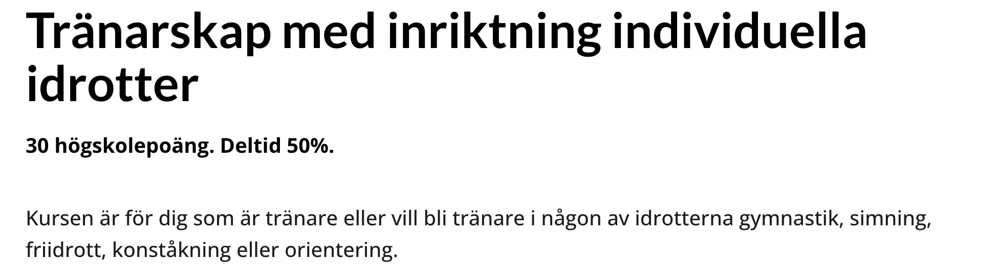 Tränarskap med inriktning individuella
idrotter
30 högskolepoäng. Deltid 50%.
Kursen är för dig som är tränare eller vill bli tränare i någon av idrotterna gymnastik, simning,
friidrott, konståkning eller orientering.